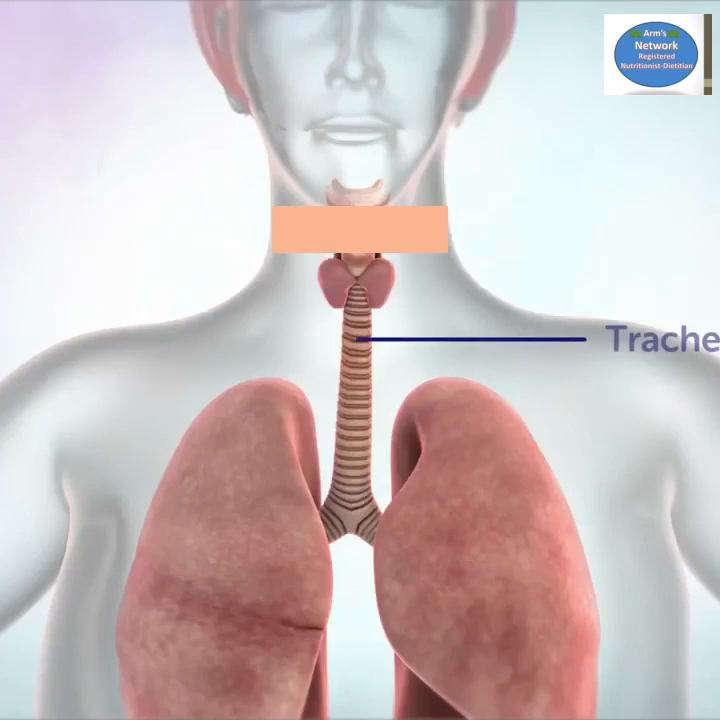 Arm's
Network
Registered
Nutritionist-Dietitian
Trache